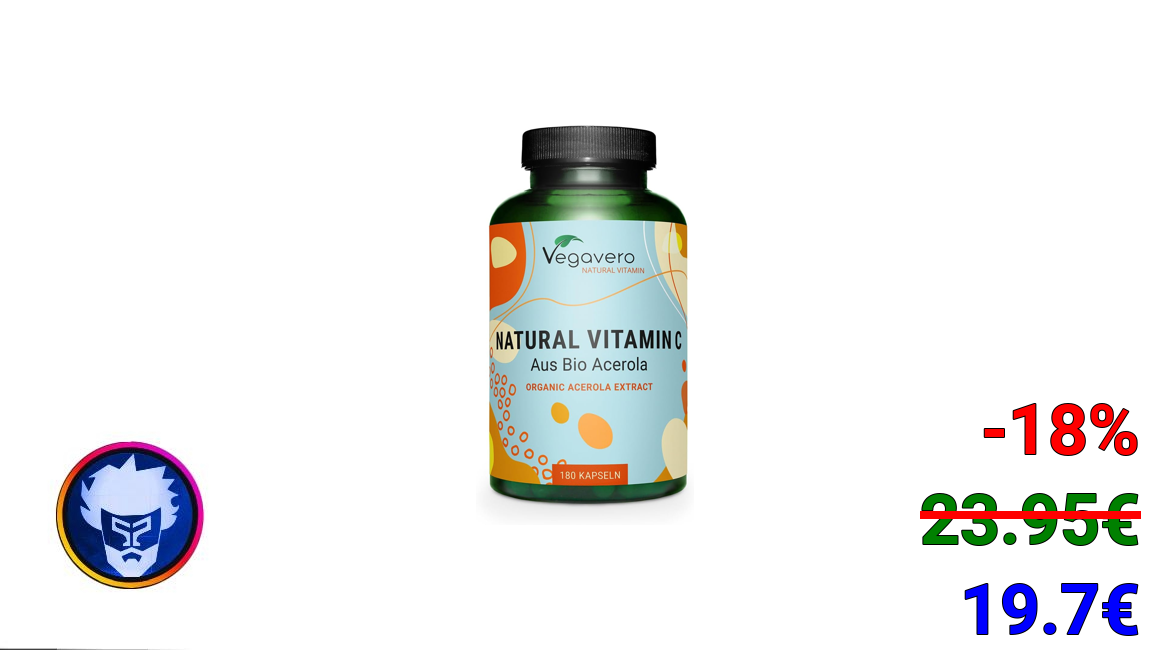 Vegavero
NATURAL VITAMIN
NATURAL VITAMIN C
Aus Bio Acerola
ORGANIC ACEROLA EXTRACT
180 KAPSELN
-18%
23.95€
19.7€